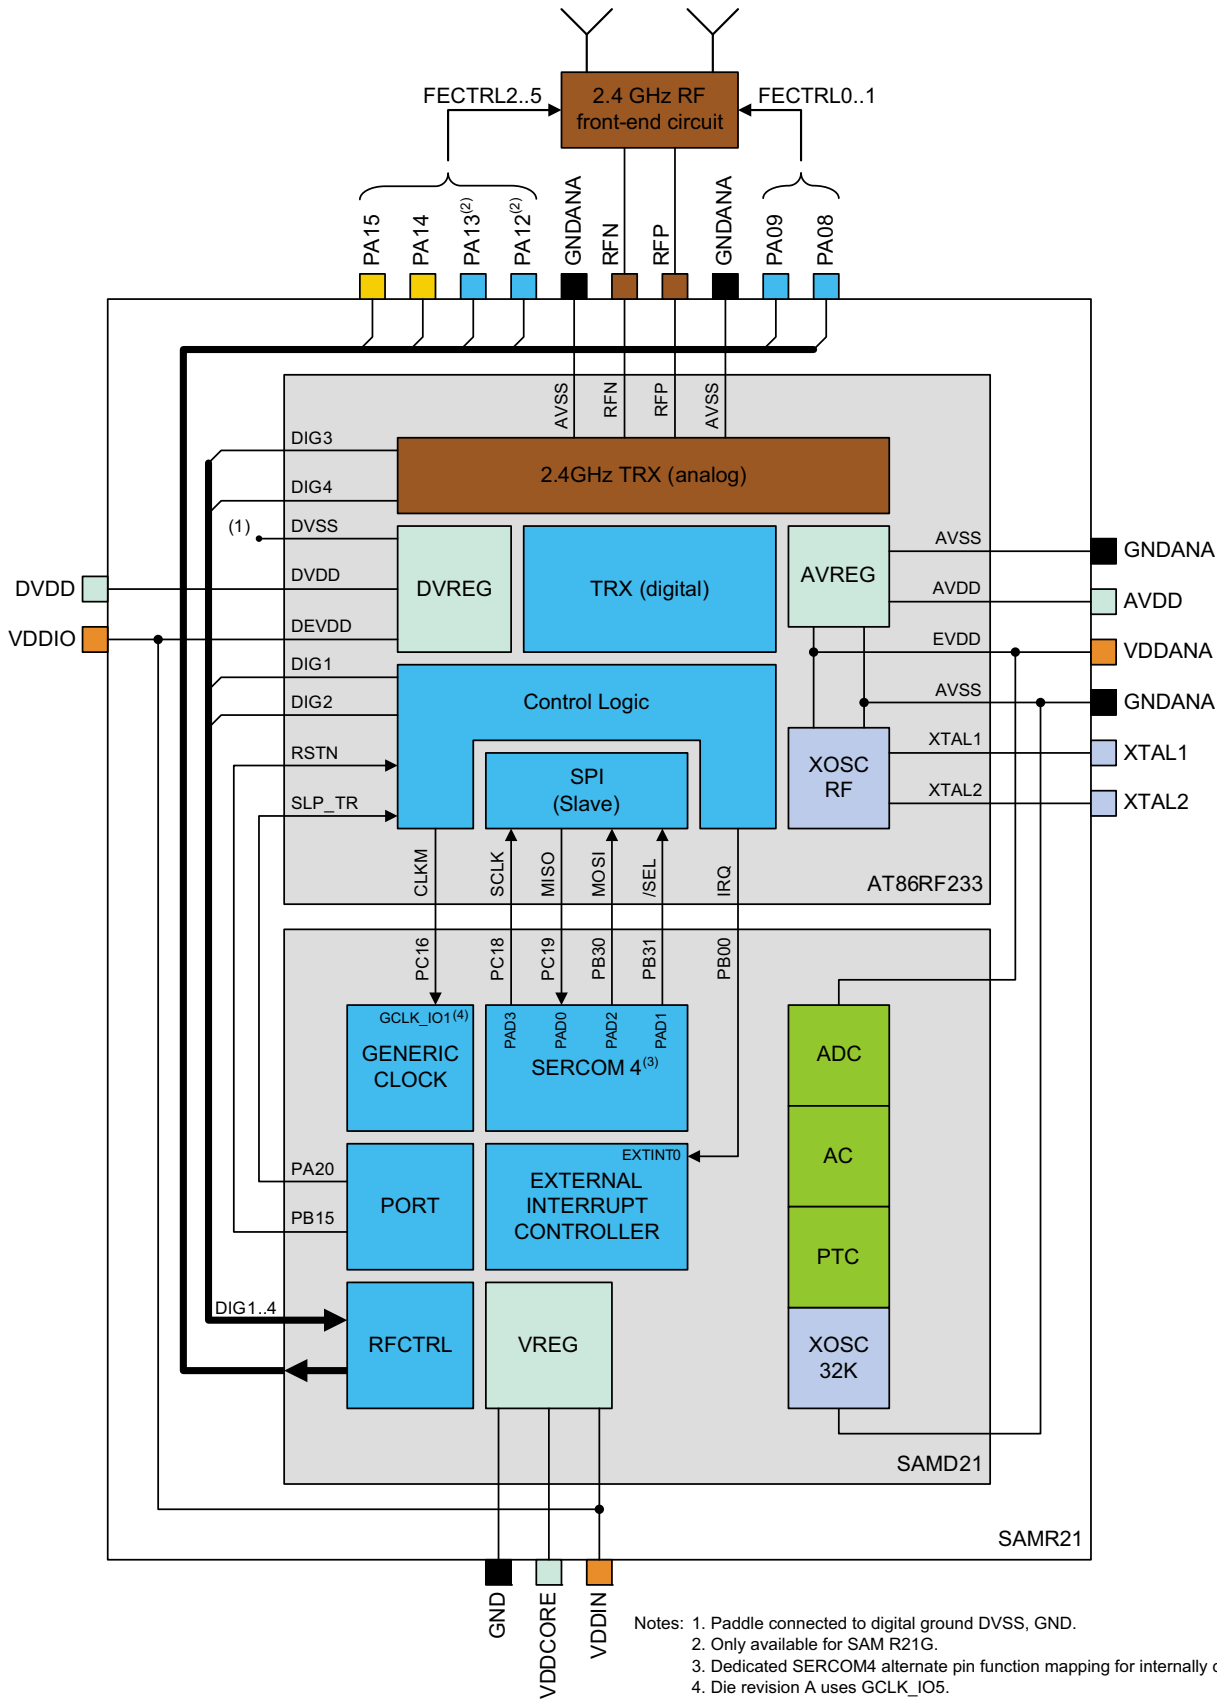 2.4 GHz RF
front-end circuit
FECTRL2..5
FECTRL0..1
PA15
PA14
PA13(2)
PA12(2)
GNDANA
RFN
RFP
GNDANA
PA09
PA08
AVSS
RFN
RFP
AVSS
DIG3
2.4GHz TRX (analog)
DIG4
(1)
DVSS
AVSS
GNDANA
DVDD
DVDD
DVREG
TRX (digital)
AVREG
AVDD
AVDD
VDDIO
DEVDD
EVDD
VDDANA
DIG1
DIG2
Control Logic
AVSS
GNDANA
RSTN
XTAL1
XTAL1
SPI
(Slave)
XOSC
RF
SLP_TR
XTAL2
XTAL2
CLKM
SCLK
MISO
MOSI
/SEL
IRQ
AT86RF233
PC16
PC18
PC19
PB30
PB31
PB00
GCLK_IO1(4)
GENERIC
CLOCK
PAD3
PAD0
PAD2
PAD1
SERCOM 4(3)
ADC
PA20
PB15
PORT
EXTINT0
EXTERNAL
INTERRUPT
CONTROLLER
AC
PTC
DIG1..4
RFCTRL
VREG
XOSC
32K
SAMD21
SAMR21
GND
VDDCORE
VDDIN
Notes: 1. Paddle connected to digital ground DVSS, GND.
2. Only available for SAM R21G.
3. Dedicated SERCOM4 alternate pin function mapping for internally
4. Die revision A uses GCLK_IO5.